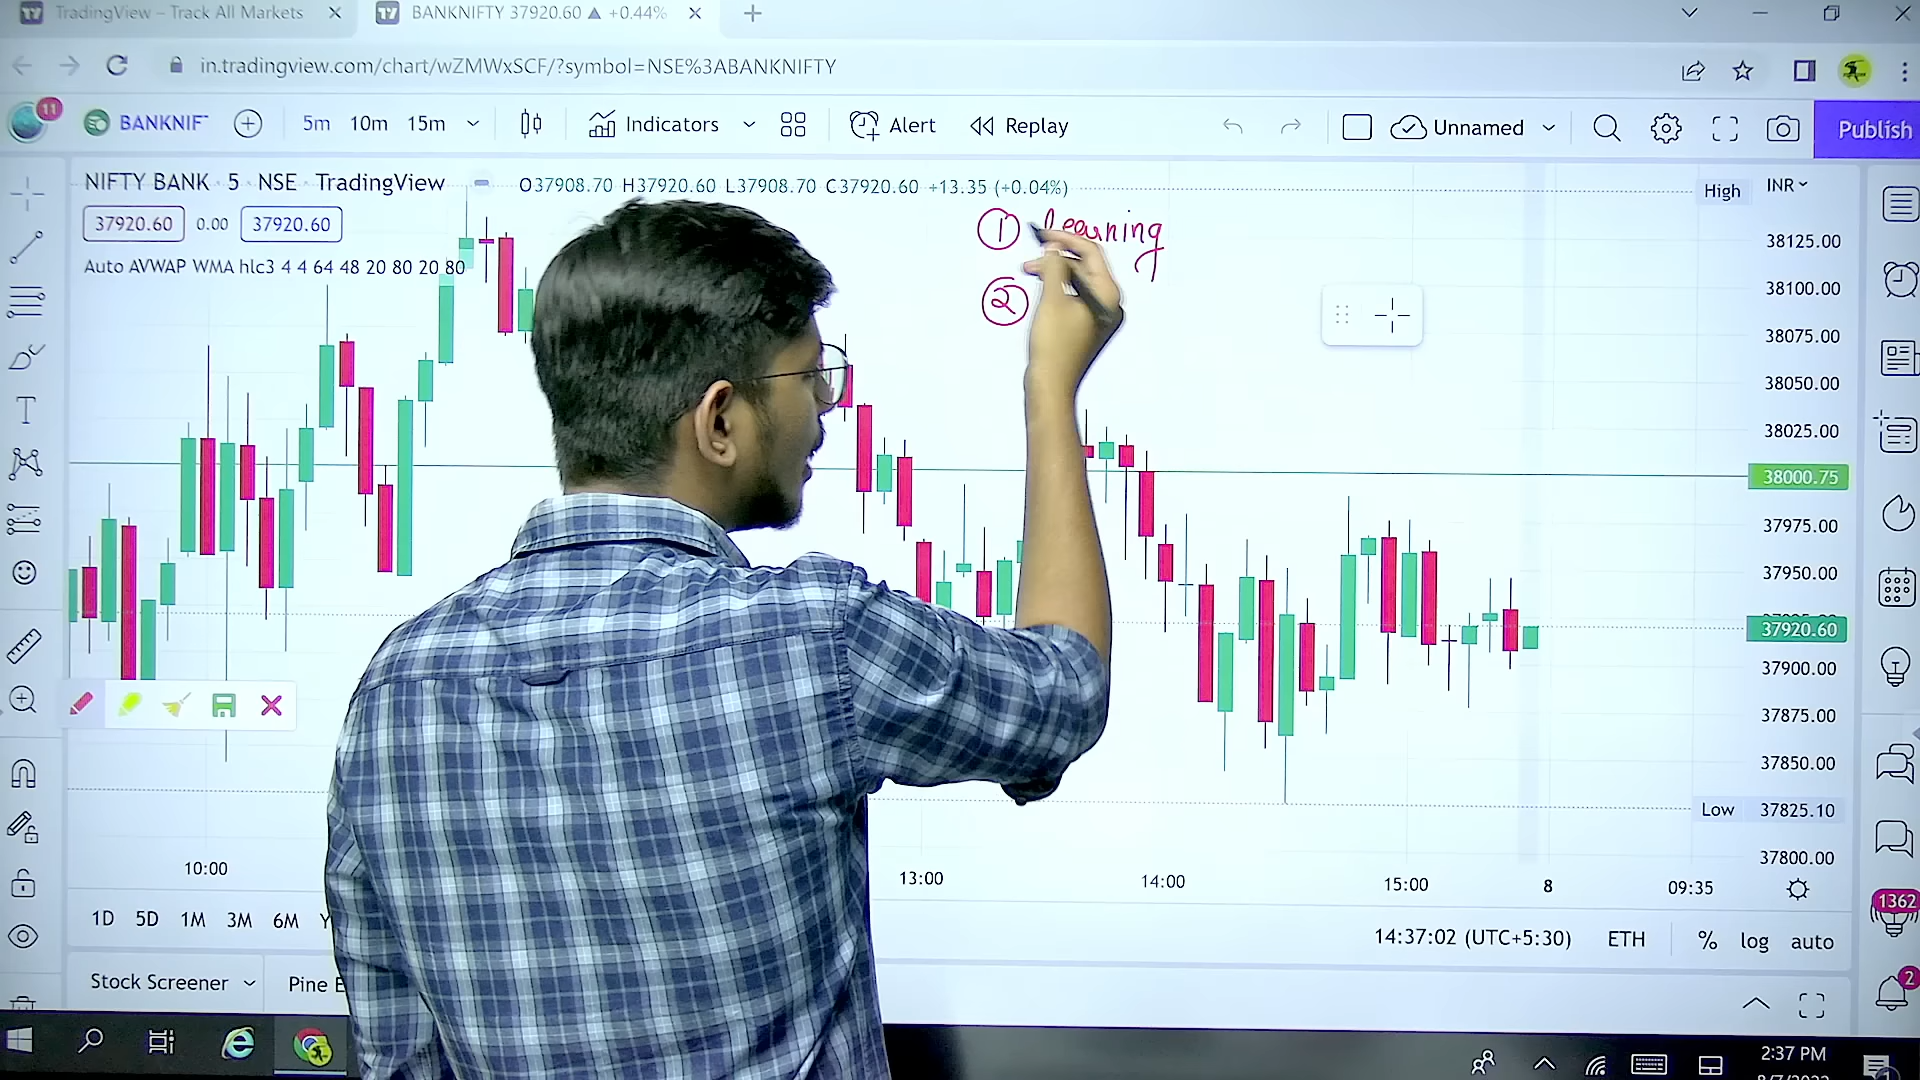 TradingView – Track All Markets
BANKNIFTY 37920.60 ▲ +0.44%
in.tradingview.com/chart/wZMWxSCF/?symbol=NSE%3ABANKNIFTY
11
BANKNIF
5m 10m 15m
Indicators
Alert
Replay
Unnamed
Publish
NIFTY BANK · 5 · NSE · TradingView
O37908.70 H37920.60 L37908.70 C37920.60 +13.35 (+0.04%)
High
INR
37920.60 0.00 37920.60
Auto AVWAP WMA hlc3 4 4 64 48 20 80 20 80
① Learning
②
38125.00
38100.00
38075.00
38050.00
38025.00
38000.75
37975.00
37950.00
37920.60
37900.00
37875.00
37850.00
Low 37825.10
37800.00
10:00
13:00
14:00
15:00
8
09:35
1D 5D 1M 3M 6M Y
14:37:02 (UTC+5:30) ETH % log auto
1362
Stock Screener
Pine E
2
2:37 PM